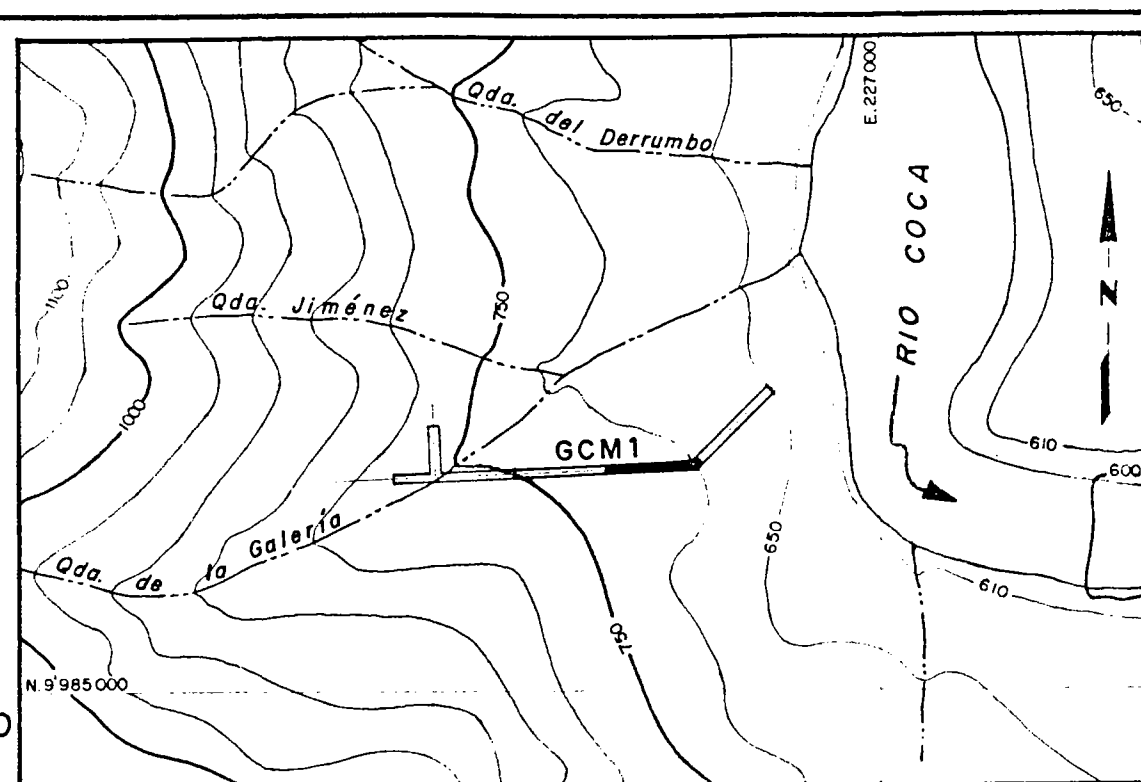 Qda.
del Derrumbo
E.227000
650
RIO COCA
N
1100
Qda. Jiménez
750
1000
GCM1
610
600
Qda. de la Galería
650
610
750
N.9'985000